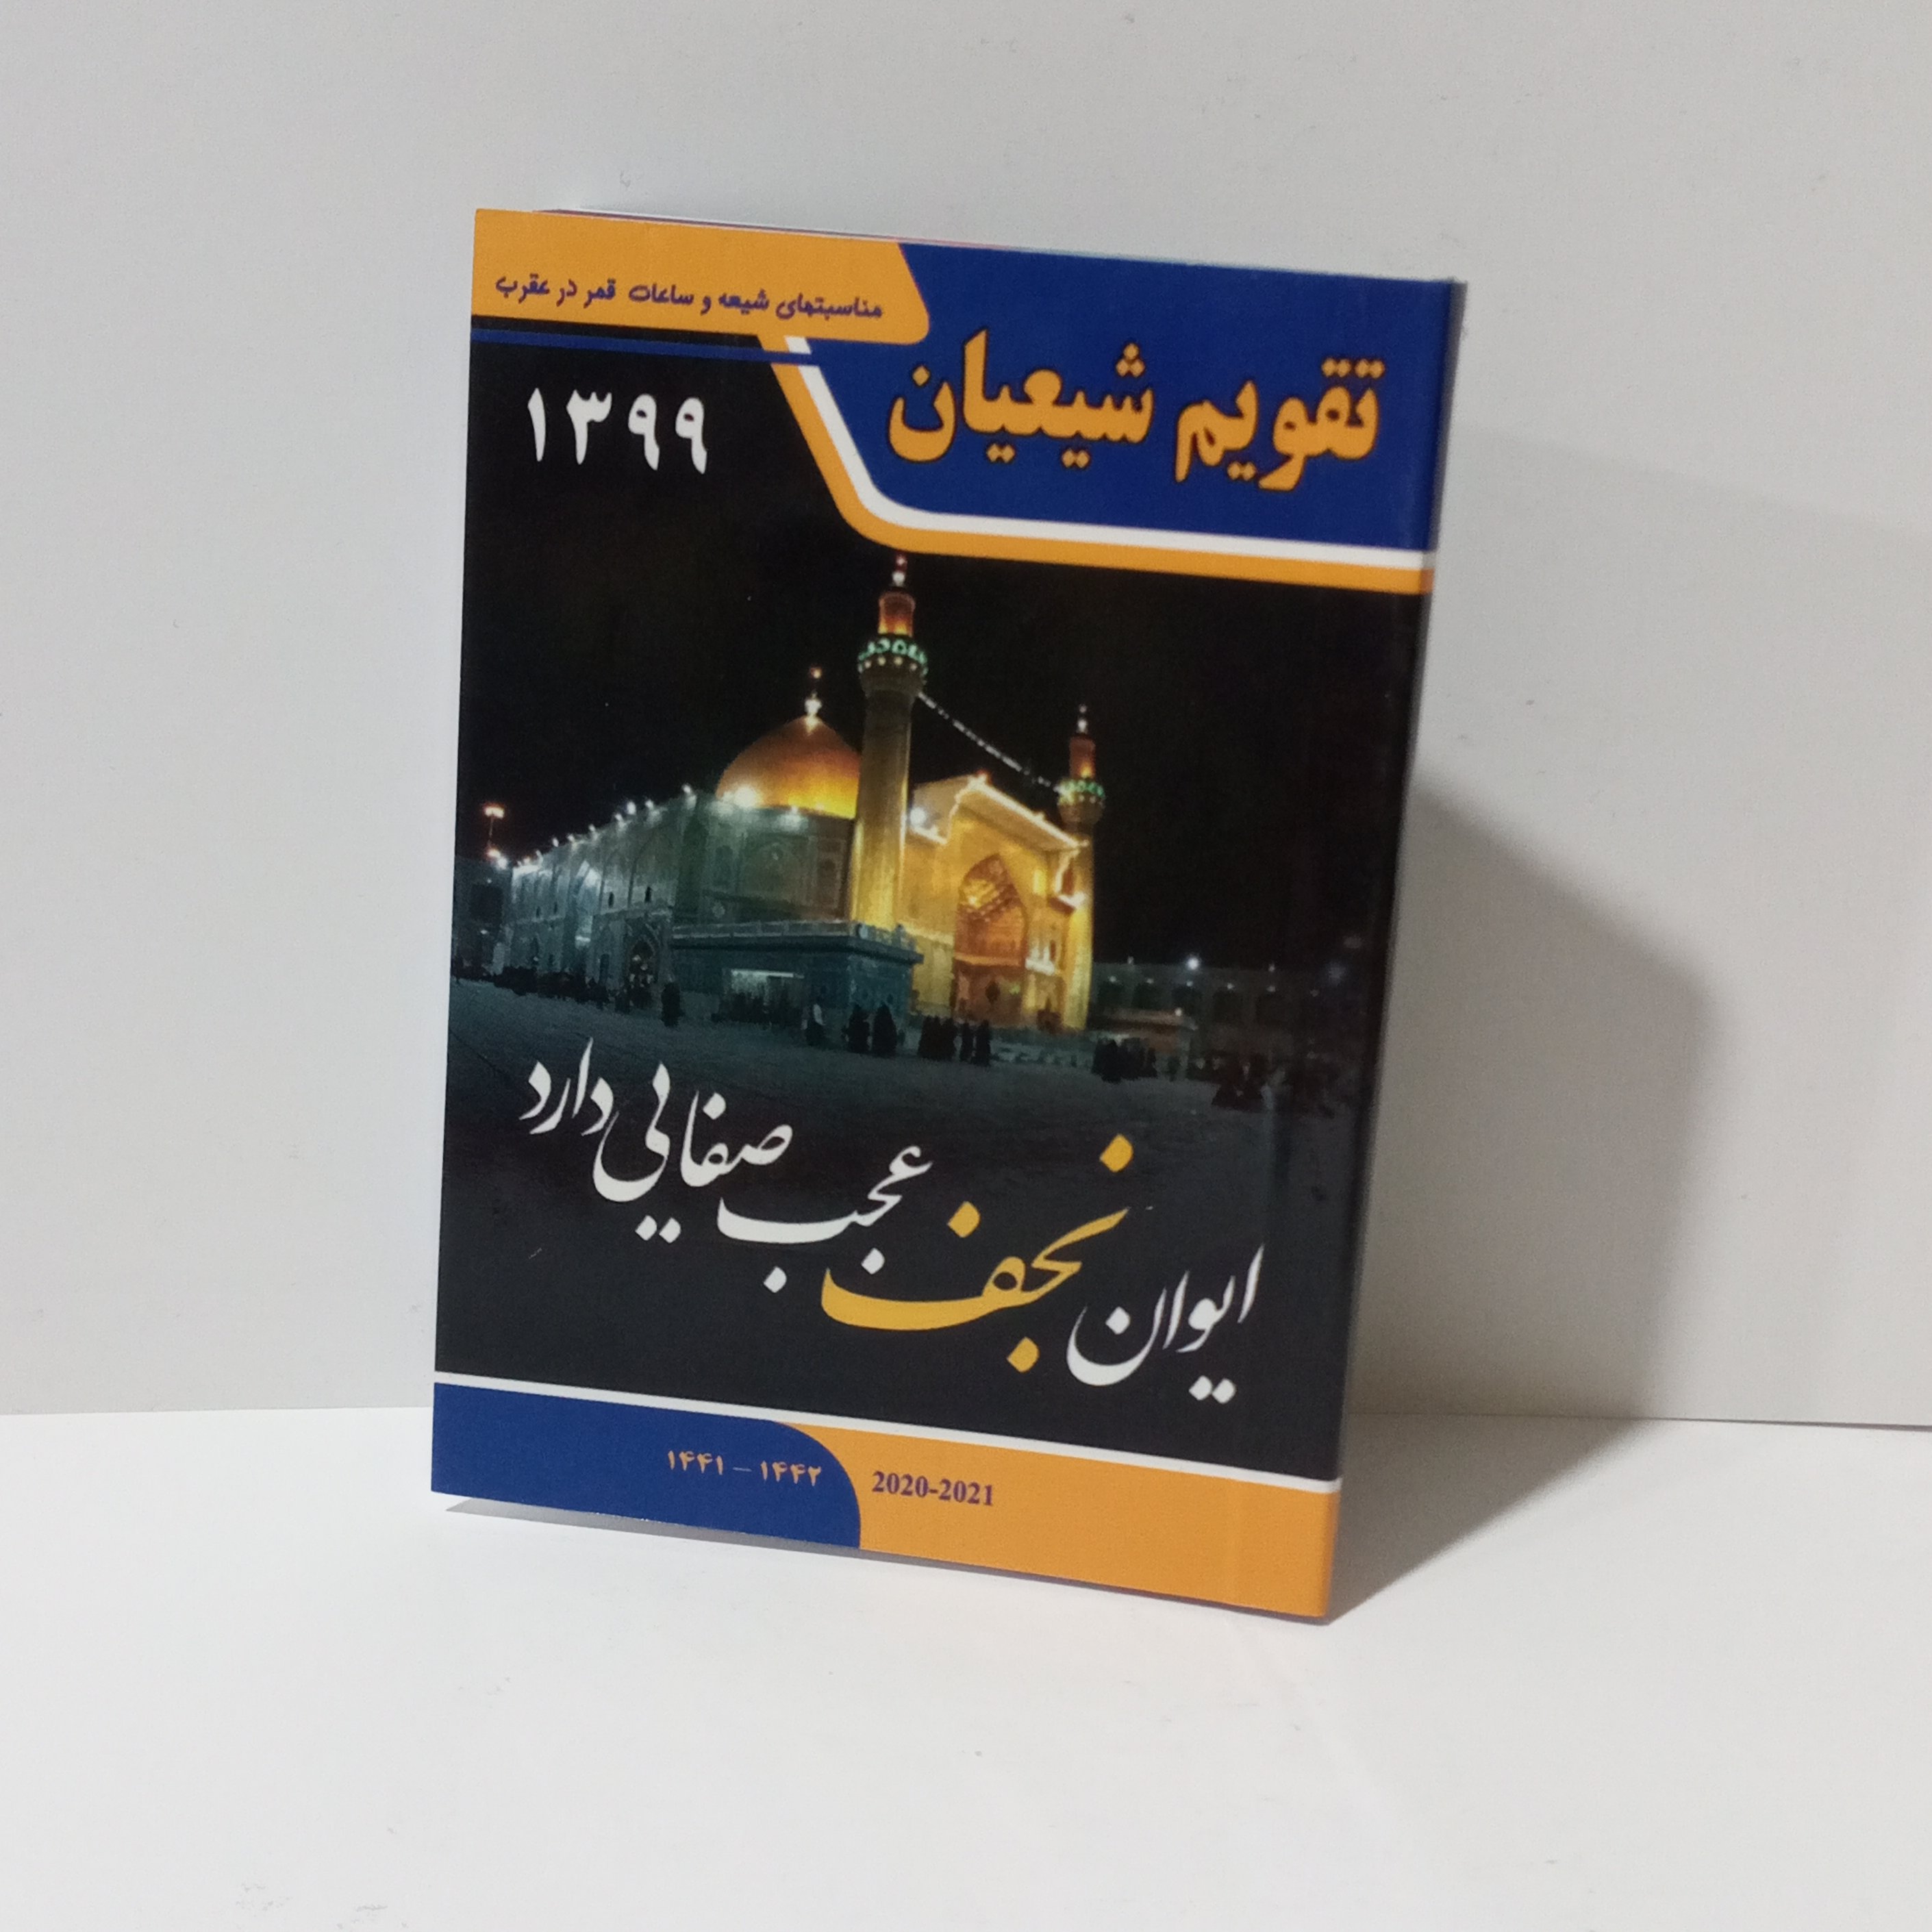 مناسبتهای شیعه و ساعات قمر در عقرب
تقویم شیعیان
۱۳۹۹
ایوان نجف عجب صفایی دارد
۱۴۴۱ - ۱۴۴۲
2020-2021